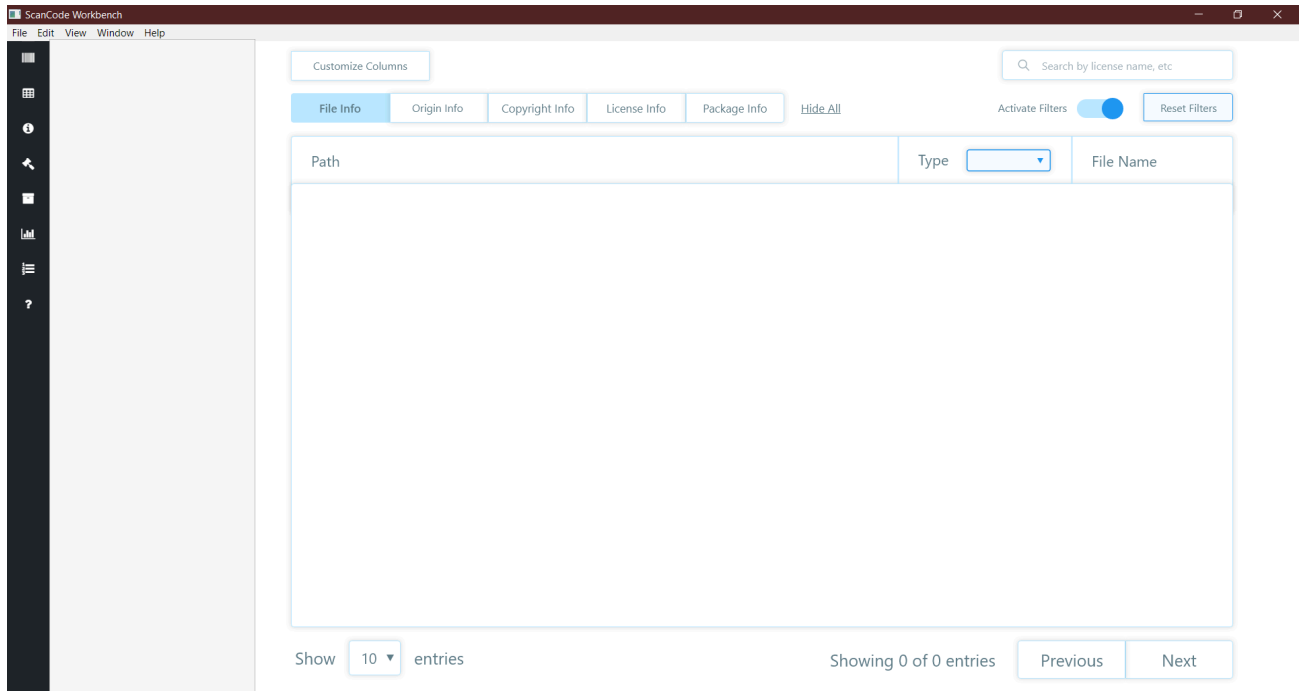 ScanCode Workbench
File Edit View Window Help
Customize Columns
Search by license name, etc
File Info Origin Info Copyright Info License Info Package Info Hide All Activate Filters Reset Filters
Path Type File Name
Show 10 entries Showing 0 of 0 entries Previous Next